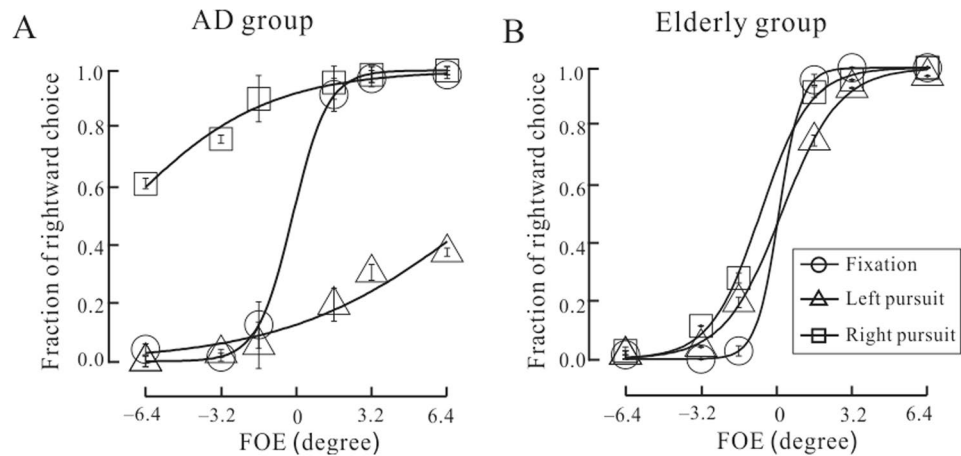 A
AD group
Fraction of rightward choice
1.0
0.8
0.6
0.4
0.2
0.0
−6.4
−3.2
0
3.2
6.4
FOE (degree)
B
Elderly group
Fraction of rightward choice
1.0
0.8
0.6
0.4
0.2
0.0
−6.4
−3.2
0
3.2
6.4
FOE (degree)
Fixation
Left pursuit
Right pursuit